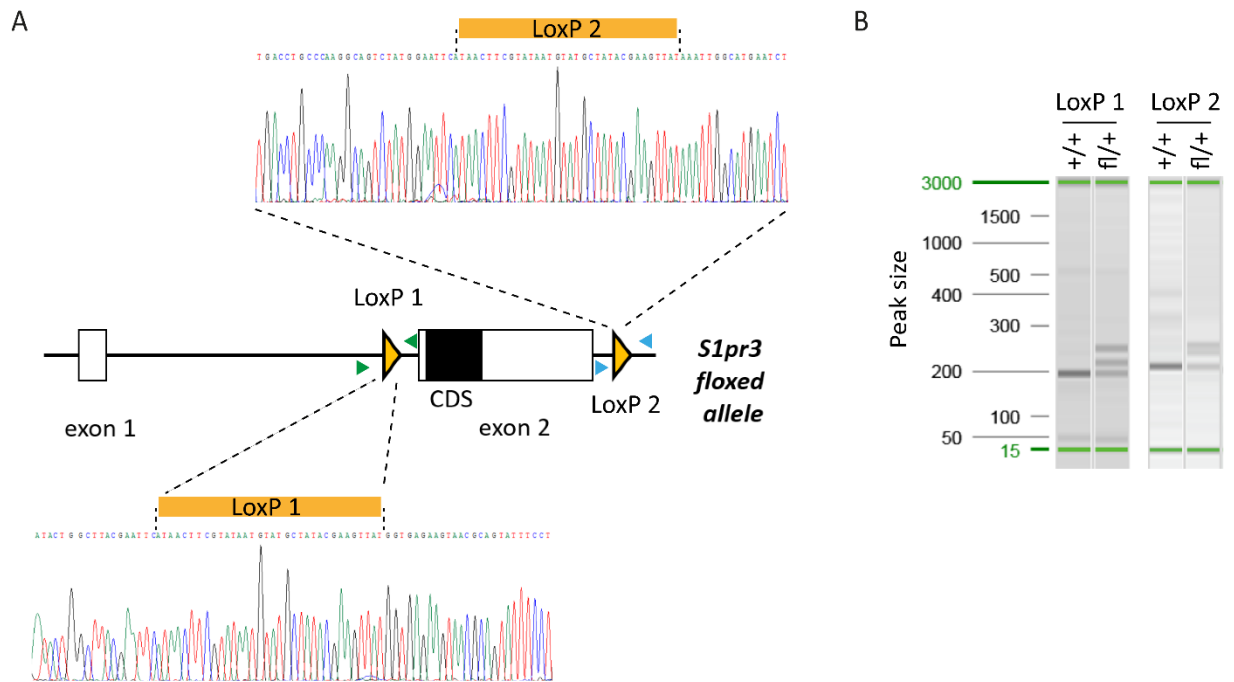 A
LoxP 2
TGACCTGCCCAAGGCAGTCTATGGAATTCATAACTTCGTATAATGTATGCTATACGAAGTTATAAATTGGCATGAATCT
LoxP 1
CDS
exon 1
exon 2
LoxP 2
S1pr3
floxed
allele
LoxP 1
ATACTGGCTTACGAATTCATAACTTCGTATAATGTATGCTATACGAAGTTATGGTGAGAAGTAACGCAGTATTTCCT
B
LoxP 1 LoxP 2
+/+ fl/+ +/+ fl/+
Peak size
3000
1500
1000
500
400
300
200
100
50
15